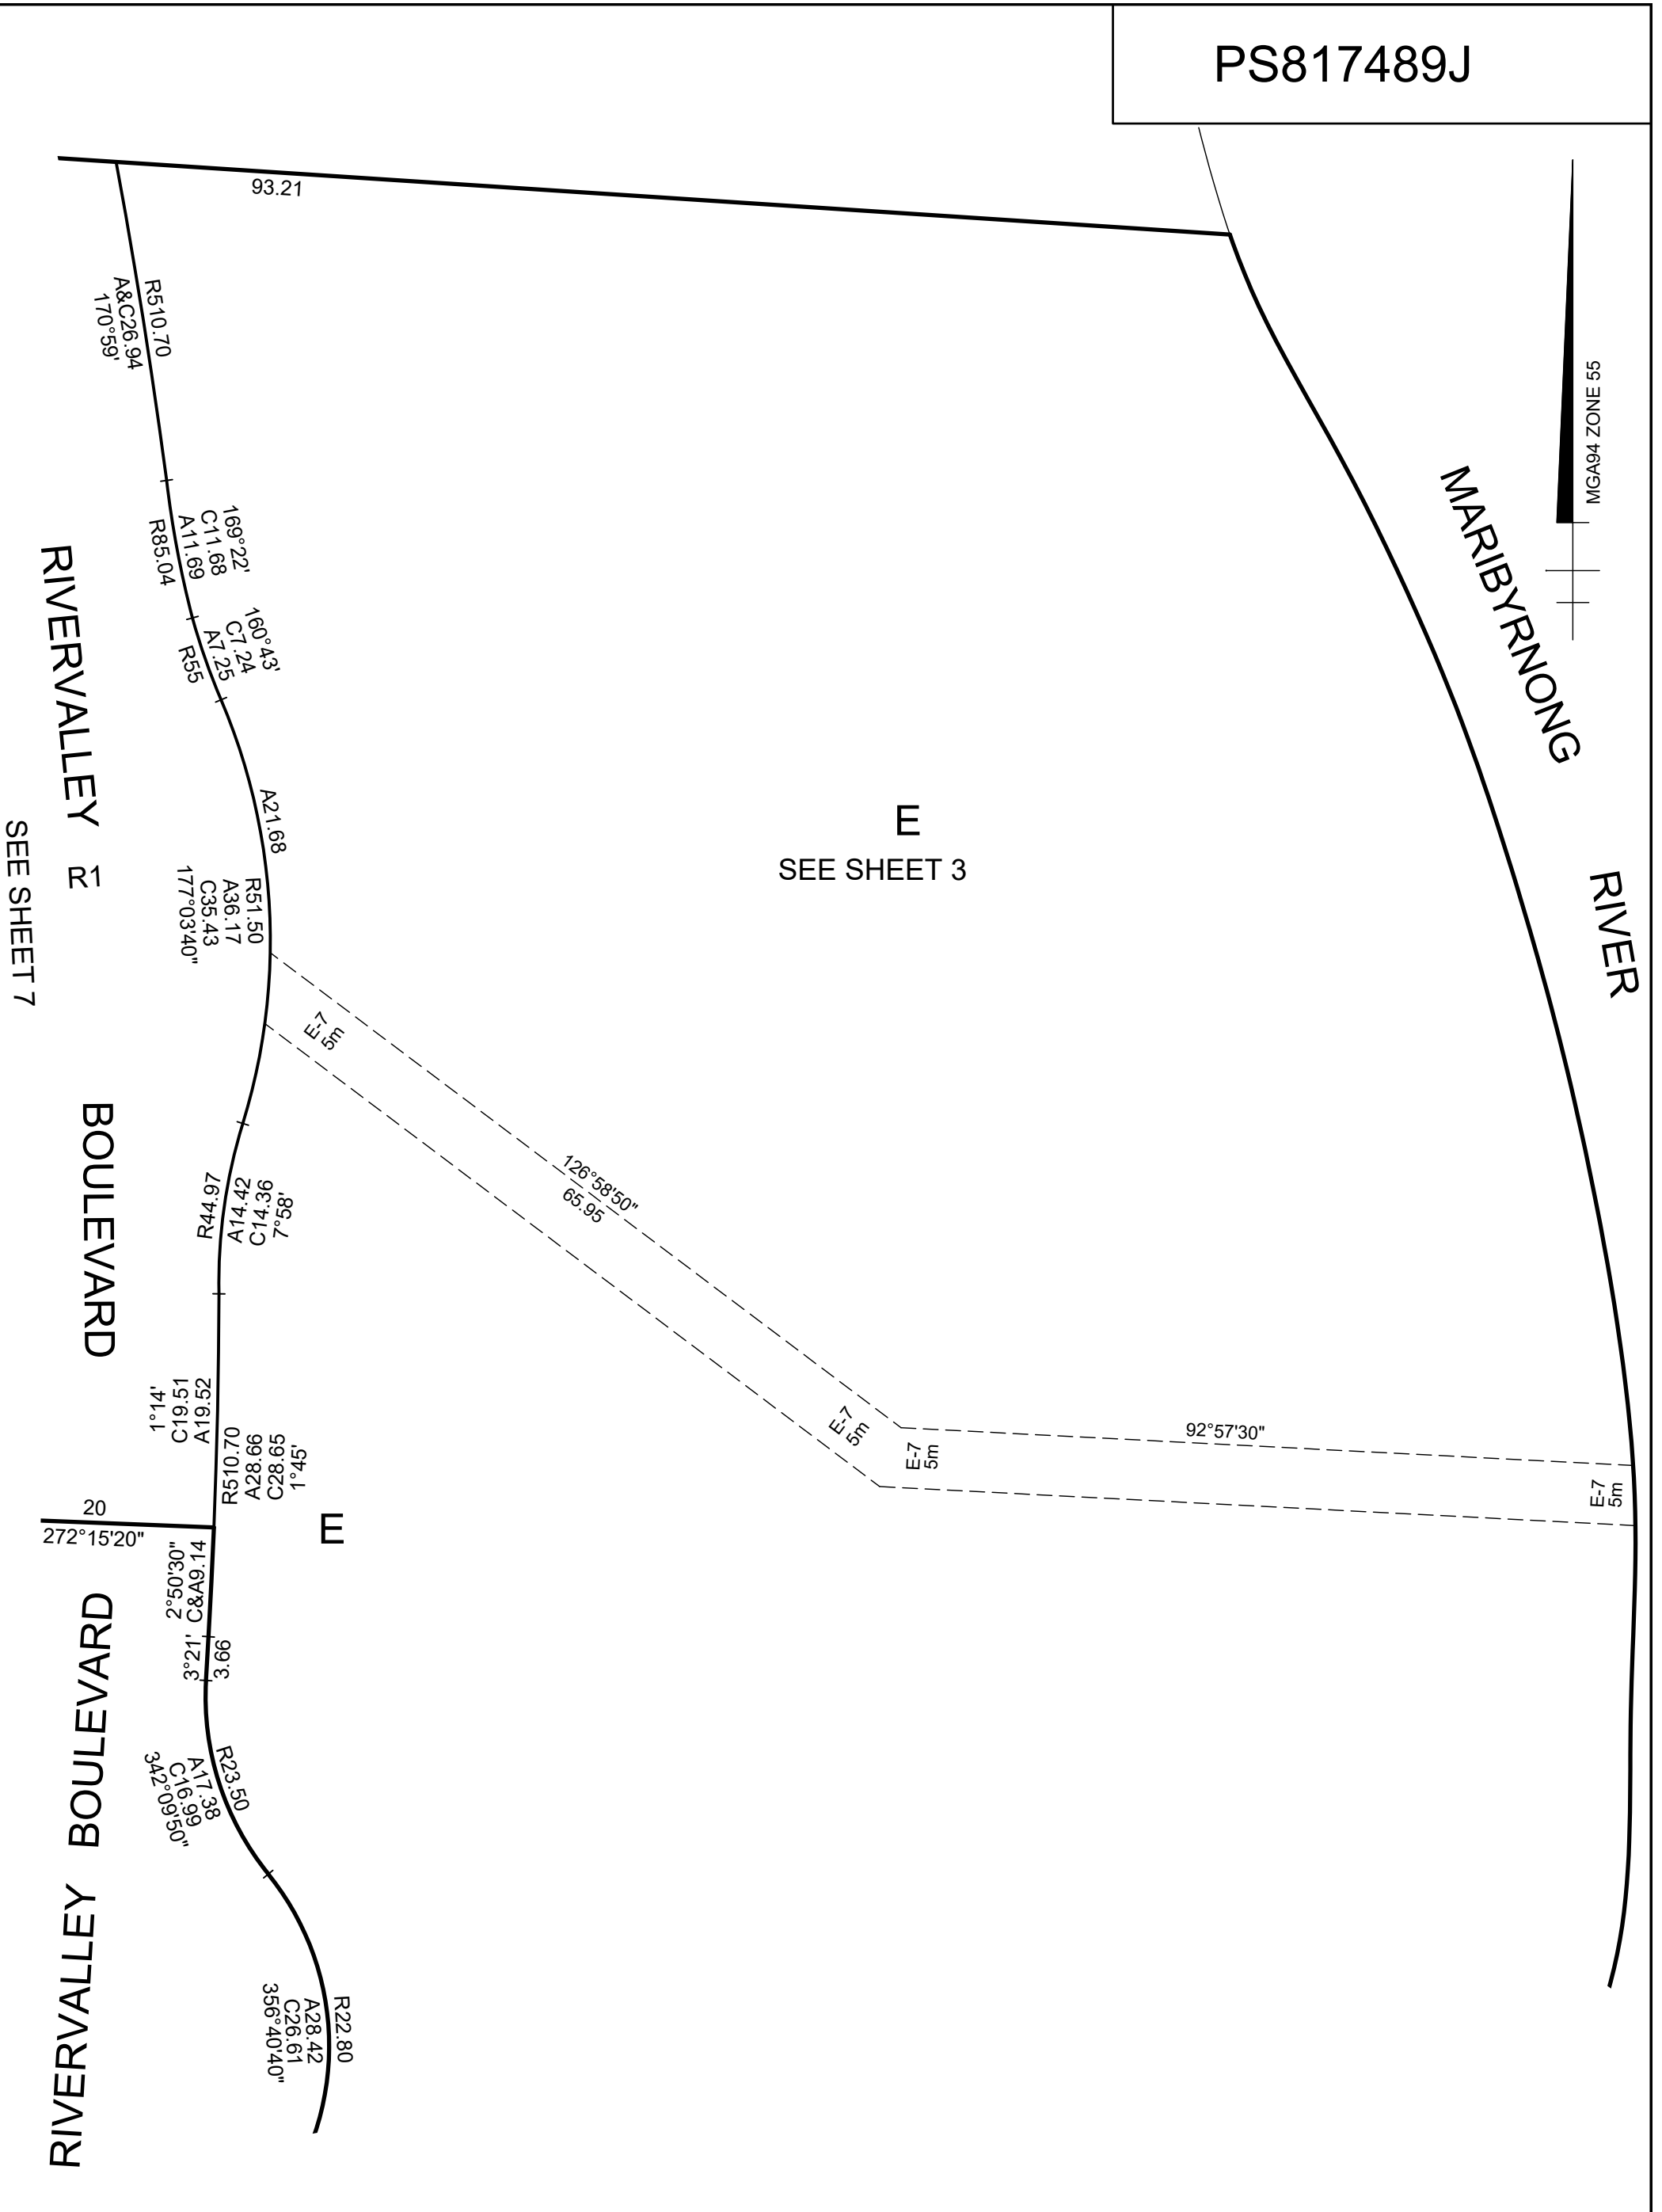 PS817489J
93.21
MGA94 ZONE 55
R510.70
A&C26.94
170°59'
169°22'
C11.68
A11.69
R85.04
160°43'
C7.24
A7.25
R55
MARIBYRNONG
RIVER
RIVERVALLEY
R1
SEE SHEET 7
A21.68
R51.50
A36.17
C35.43
177°03'40"
E
SEE SHEET 3
E-7
5m
BOULEVARD
126°58'50"
65.95
R44.97
A14.42
C14.36
7°58'
1°14'
C19.51
A19.52
R510.70
A28.66
C28.65
1°45'
E-7
5m
E-7
5m
92°57'30"
E-7
5m
20
272°15'20"
E
2°50'30"
C&A9.14
3°21'
3.66
RIVERVALLEY BOULEVARD
R23.50
A17.38
C16.99
342°09'50"
R22.80
A28.42
C26.61
356°40'40"